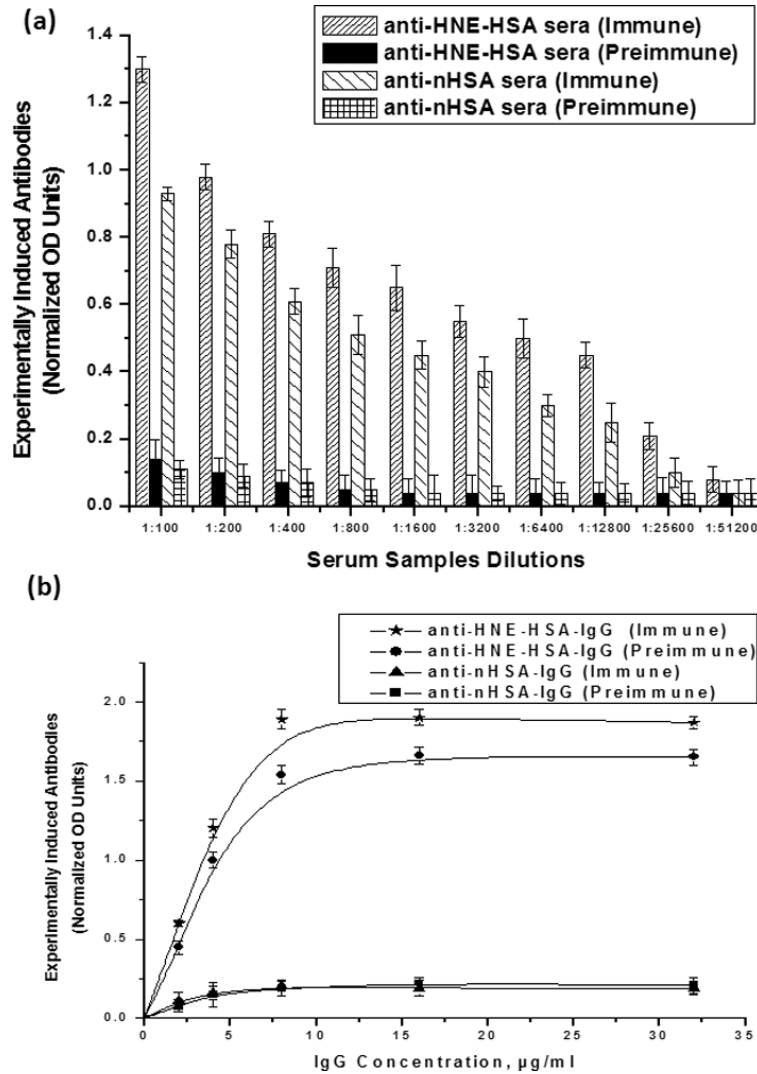 (a)
anti-HNE-HSA sera (Immune)
anti-HNE-HSA sera (Preimmune)
anti-nHSA sera (Immune)
anti-nHSA sera (Preimmune)
Experimentally Induced Antibodies
(Normalized OD Units)
1.4
1.2
1.0
0.8
0.6
0.4
0.2
0.0
1:100 1:200 1:400 1:800 1:1600 1:3200 1:6400 1:12800 1:25600 1:51200
Serum Samples Dilutions
(b)
anti-HNE-HSA-IgG (Immune)
anti-HNE-HSA-IgG (Preimmune)
anti-nHSA-IgG (Immune)
anti-nHSA-IgG (Preimmune)
Experimentally Induced Antibodies
(Normalized OD Units)
2.0
1.5
1.0
0.5
0.0
0 5 10 15 20 25 30 35
IgG Concentration, µg/ml